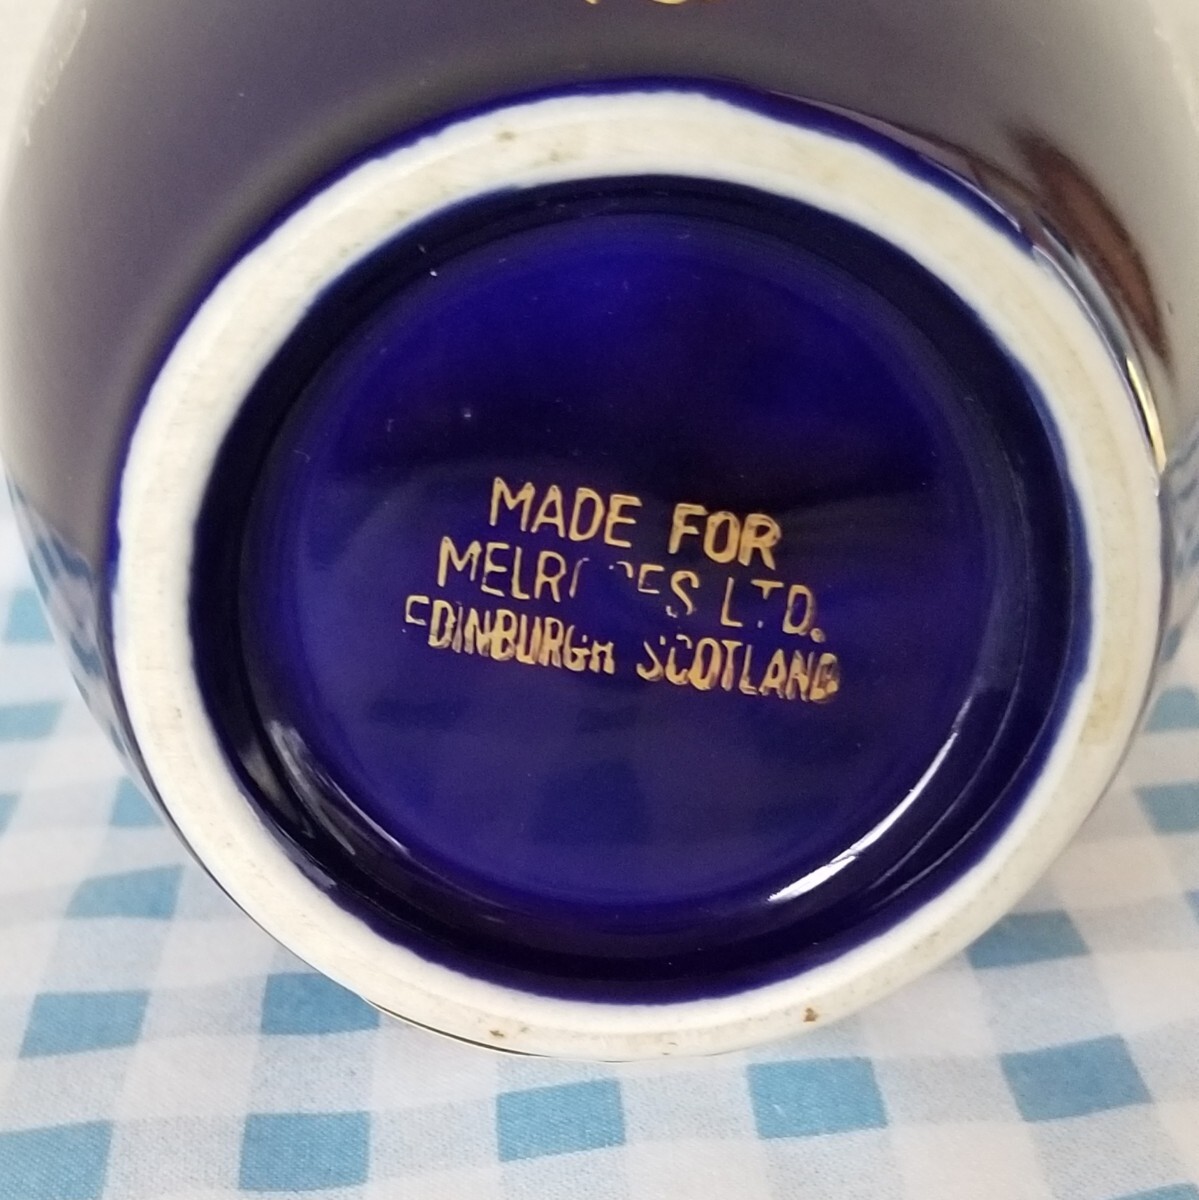 MADE FOR
MELROSES LTD.
EDINBURGH SCOTLAND